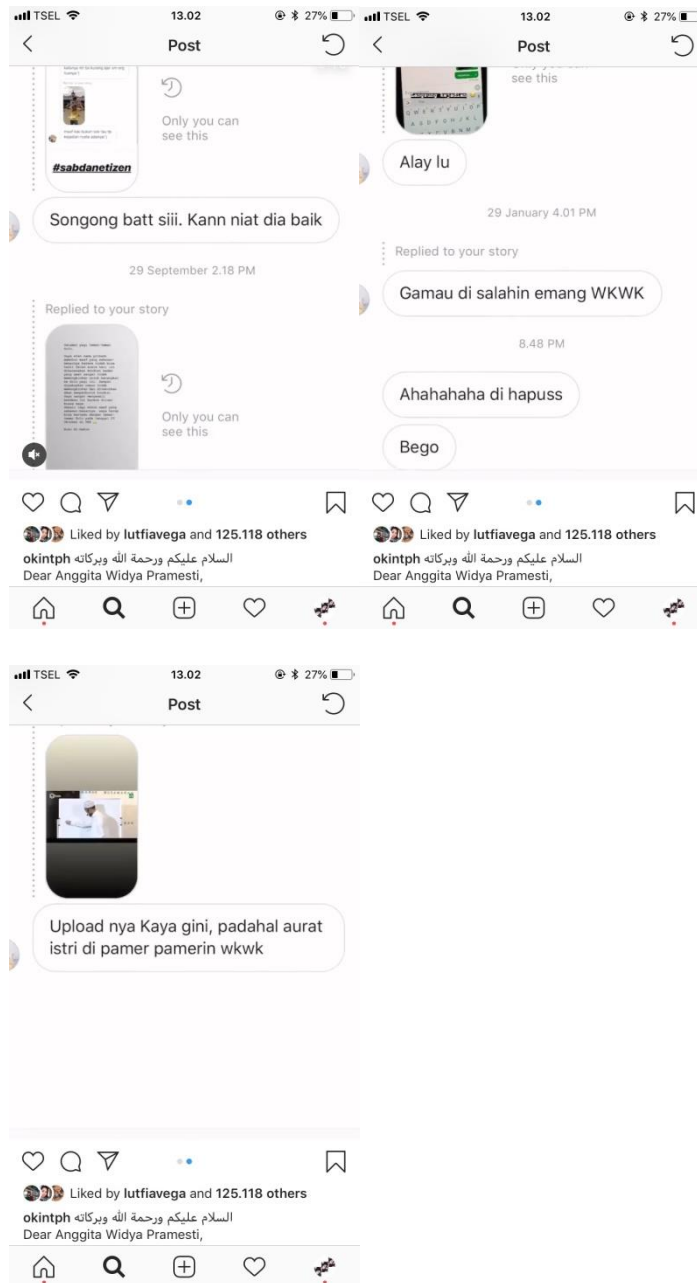 TSEL 13.02 27%
Post
#sabdanetizen
Only you can
see this
Songong batt siii. Kann niat dia baik
29 September 2.18 PM
Replied to your story
Only you can
see this
Liked by lutfiavega and 125.118 others
okintph السلام عليكم ورحمة الله وبركاته
Dear Anggita Widya Pramesti,
TSEL 13.02 27%
Post
see this
Alay lu
29 January 4.01 PM
Replied to your story
Gamau di salahin emang WKWK
8.48 PM
Ahahahaha di hapuss
Bego
Liked by lutfiavega and 125.118 others
okintph السلام عليكم ورحمة الله وبركاته
Dear Anggita Widya Pramesti,
TSEL 13.02 27%
Post
Upload nya Kaya gini, padahal aurat
istri di pamer pamerin wkwk
Liked by lutfiavega and 125.118 others
okintph السلام عليكم ورحمة الله وبركاته
Dear Anggita Widya Pramesti,